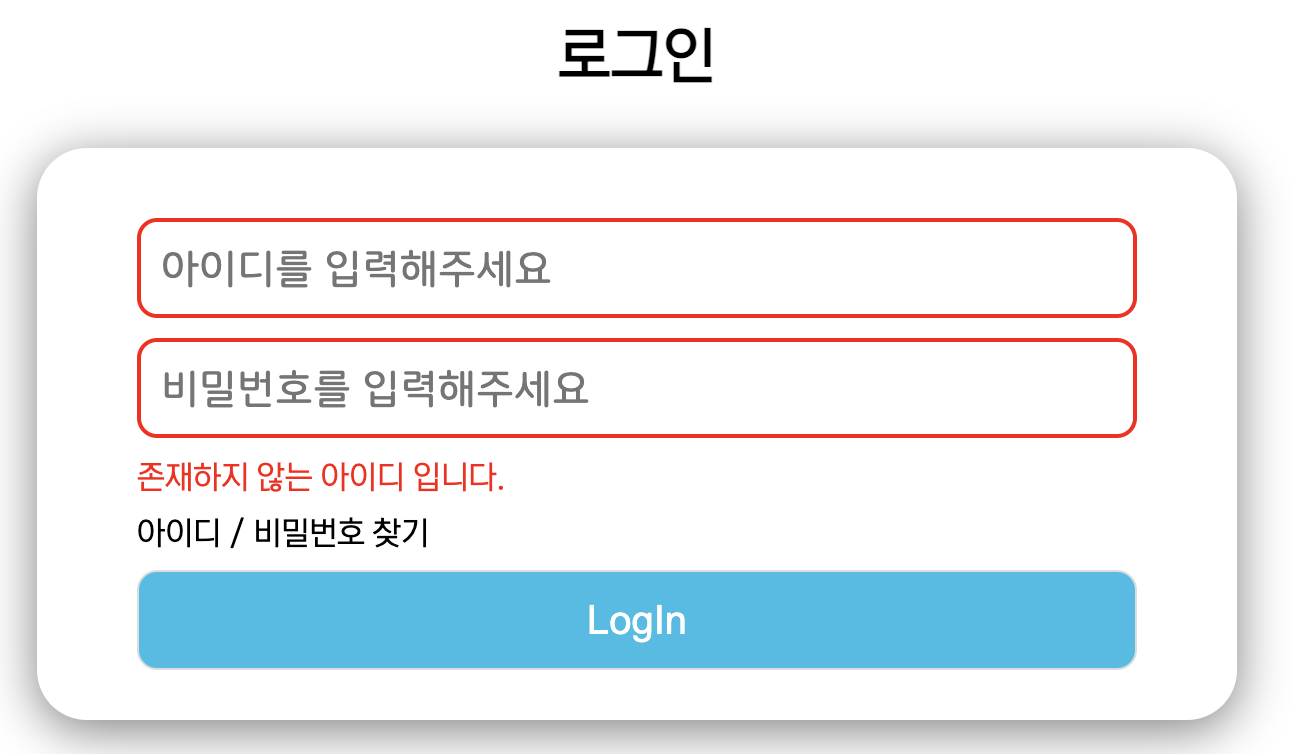 로그인
아이디를 입력해주세요
비밀번호를 입력해주세요
존재하지 않는 아이디 입니다.
아이디 / 비밀번호 찾기
LogIn